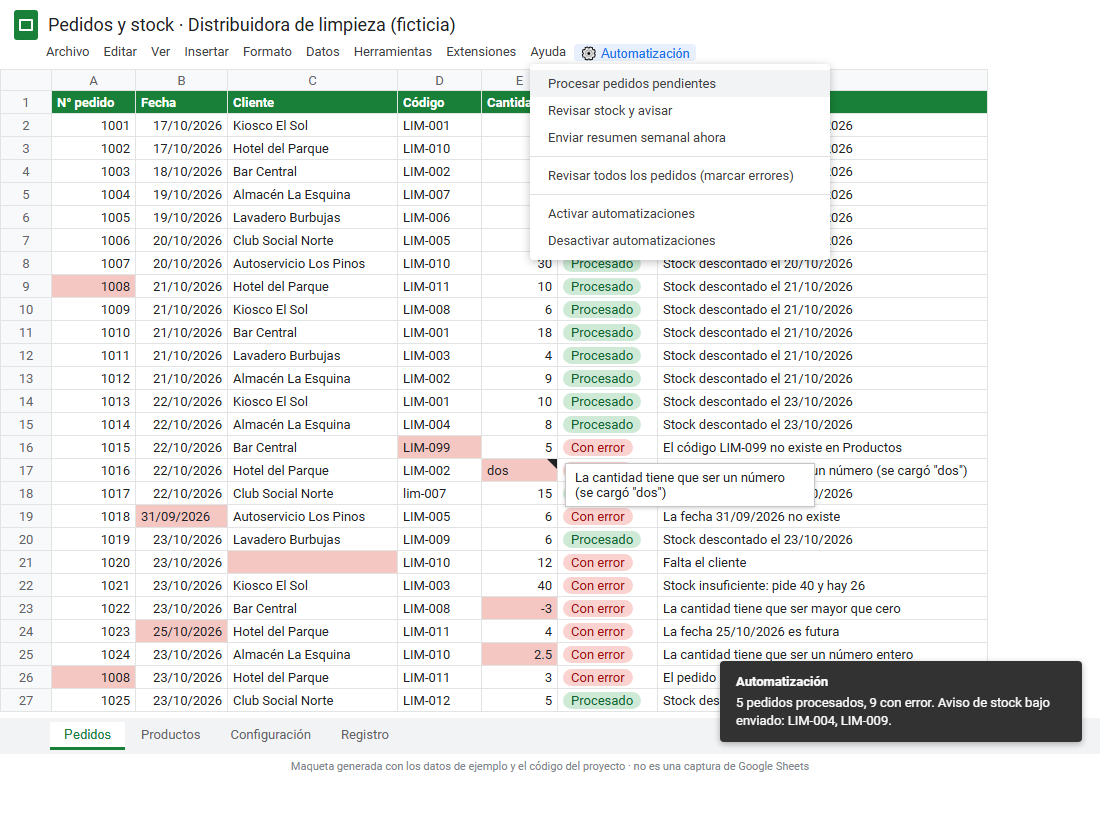 Pedidos y stock · Distribuidora de limpieza (ficticia)
Archivo Editar Ver Insertar Formato Datos Herramientas Extensiones Ayuda Automatización
Procesar pedidos pendientes
Revisar stock y avisar
Enviar resumen semanal ahora
Revisar todos los pedidos (marcar errores)
Activar automatizaciones
Desactivar automatizaciones
A B C D E
1 N° pedido Fecha Cliente Código
2 1001 17/10/2026 Kiosco El Sol LIM-001
3 1002 17/10/2026 Hotel del Parque LIM-010
4 1003 18/10/2026 Bar Central LIM-002
5 1004 19/10/2026 Almacén La Esquina LIM-007
6 1005 19/10/2026 Lavadero Burbujas LIM-006
7 1006 20/10/2026 Club Social Norte LIM-005
8 1007 20/10/2026 Autoservicio Los Pinos LIM-010 30 Procesado Stock descontado el 20/10/2026
9 1008 21/10/2026 Hotel del Parque LIM-011 10 Procesado Stock descontado el 21/10/2026
10 1009 21/10/2026 Kiosco El Sol LIM-008 6 Procesado Stock descontado el 21/10/2026
11 1010 21/10/2026 Bar Central LIM-001 18 Procesado Stock descontado el 21/10/2026
12 1011 21/10/2026 Lavadero Burbujas LIM-003 4 Procesado Stock descontado el 21/10/2026
13 1012 21/10/2026 Almacén La Esquina LIM-002 9 Procesado Stock descontado el 21/10/2026
14 1013 22/10/2026 Kiosco El Sol LIM-001 10 Procesado Stock descontado el 23/10/2026
15 1014 22/10/2026 Almacén La Esquina LIM-004 8 Procesado Stock descontado el 23/10/2026
16 1015 22/10/2026 Bar Central LIM-099 5 Con error El código LIM-099 no existe en Productos
17 1016 22/10/2026 Hotel del Parque LIM-002 dos un número (se cargó "dos")
La cantidad tiene que ser un número
(se cargó "dos")
18 1017 22/10/2026 Club Social Norte lim-007 15
19 1018 31/09/2026 Autoservicio Los Pinos LIM-005 6 Con error La fecha 31/09/2026 no existe
20 1019 23/10/2026 Lavadero Burbujas LIM-009 6 Procesado Stock descontado el 23/10/2026
21 1020 23/10/2026 LIM-010 12 Con error Falta el cliente
22 1021 23/10/2026 Kiosco El Sol LIM-003 40 Con error Stock insuficiente: pide 40 y hay 26
23 1022 23/10/2026 Bar Central LIM-008 -3 Con error La cantidad tiene que ser mayor que cero
24 1023 25/10/2026 Hotel del Parque LIM-011 4 Con error La fecha 25/10/2026 es futura
25 1024 23/10/2026 Almacén La Esquina LIM-010 2.5 Con error La cantidad tiene que ser un número entero
26 1008 23/10/2026 Hotel del Parque LIM-011 3 Con error El pedido
27 1025 23/10/2026 Club Social Norte LIM-012 5 Procesado Stock
Automatización
5 pedidos procesados, 9 con error. Aviso de stock bajo
enviado: LIM-004, LIM-009.
Pedidos Productos Configuración Registro
Maqueta generada con los datos de ejemplo y el código del proyecto · no es una captura de Google Sheets